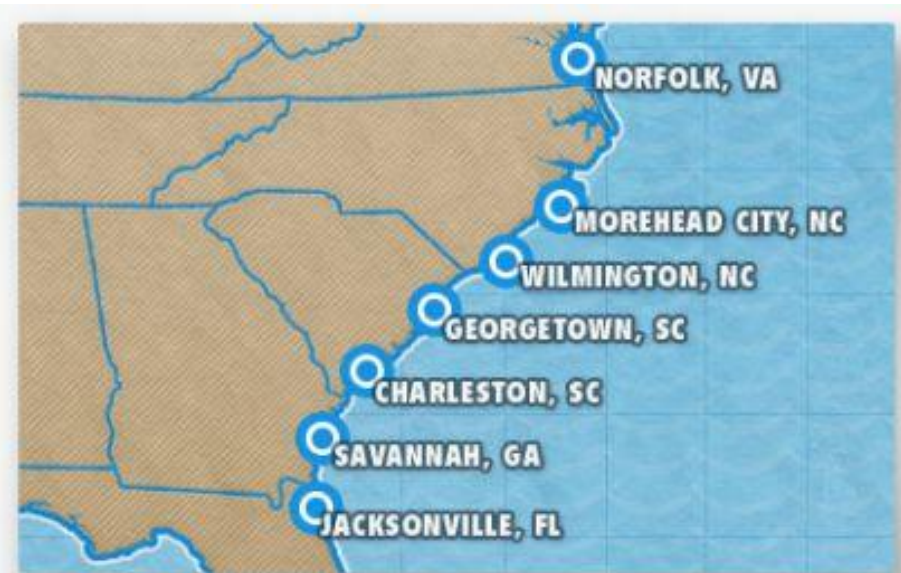 NORFOLK, VA
MOREHEAD CITY, NC
WILMINGTON, NC
GEORGETOWN, SC
CHARLESTON, SC
SAVANNAH, GA
JACKSONVILLE, FL